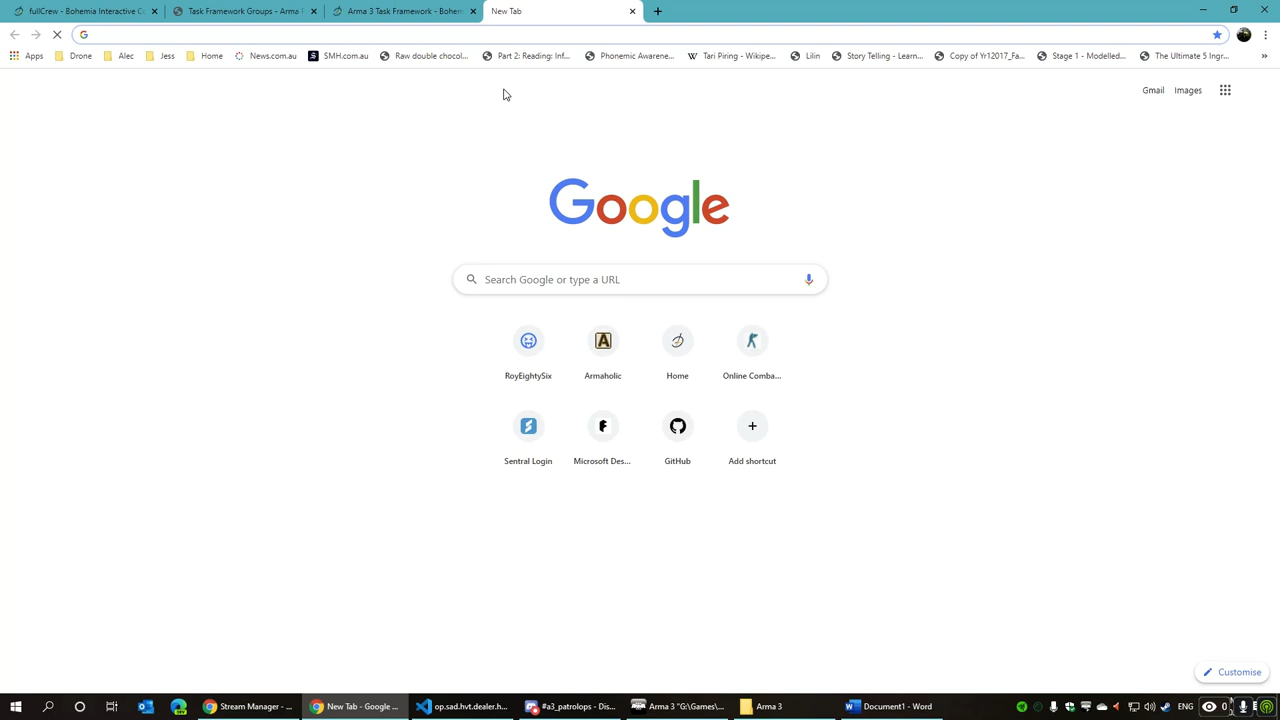 fullCrew - Bohemia Interactive Co
Task Framework Groups - Arma F
Arma 3 Task Framework - Bohem
New Tab
Apps
Drone
Alec
Jess
Home
News.com.au
SMH.com.au
Raw double chocol...
Part 2: Reading: Inf...
Phonemic Awarene...
Tari Piring - Wikipe...
Lilin
Story Telling - Learn...
Copy of Yr12017_Fa...
Stage 1 - Modelled...
The Ultimate 5 Ingr...
Gmail
Images
Google
Search Google or type a URL
RoyEightySix
Armaholic
Home
Online Comba...
Sentral Login
Microsoft Des...
GitHub
Add shortcut
Customise
Stream Manager - ...
New Tab - Google ...
op.sad.hvt.dealer.h...
#a3_patrolops - Dis...
Arma 3 "G:\Games\...
Arma 3
Document1 - Word
ENG